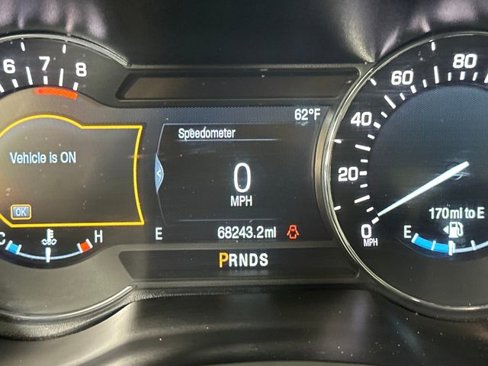 6 7 8
Vehicle is ON
OK
C H
62°F
Speedometer
0
MPH
E 68243.2mi
PRNDS
0 20 40 60 80
MPH
170mi to E
E